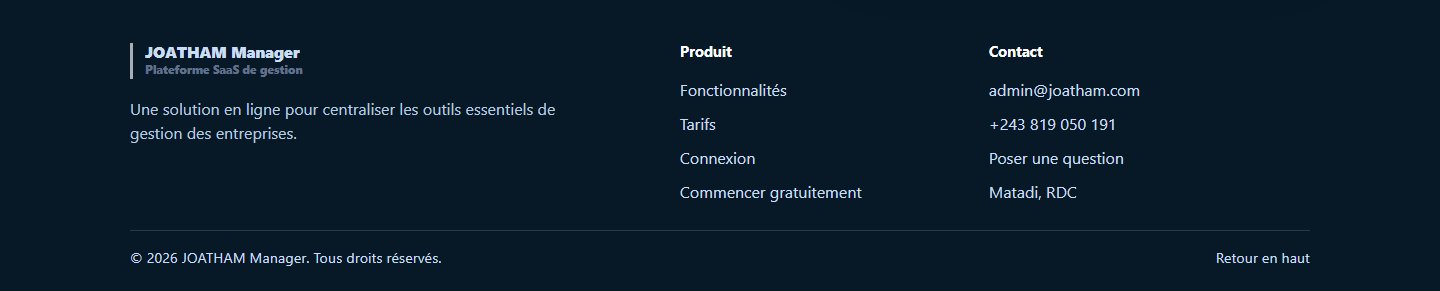 JOATHAM Manager
Plateforme SaaS de gestion
Une solution en ligne pour centraliser les outils essentiels de
gestion des entreprises.
Produit
Fonctionnalités
Tarifs
Connexion
Commencer gratuitement
Contact
admin@joatham.com
+243 819 050 191
Poser une question
Matadi, RDC
© 2026 JOATHAM Manager. Tous droits réservés.
Retour en haut